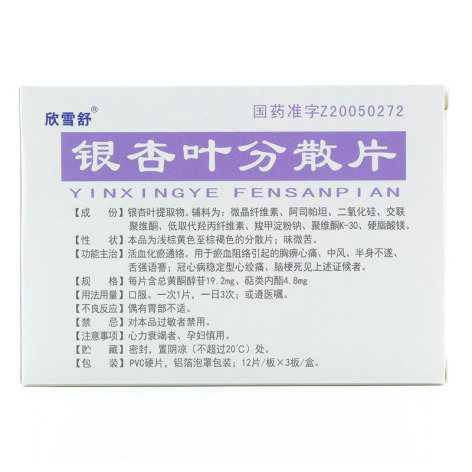 欣雪舒®
国药准字Z20050272
银杏叶分散片
YINXINGYE FENSANPIAN
【成 份】银杏叶提取物。辅料为：微晶纤维素、阿司帕坦、二氧化硅、交联
聚维酮、低取代羟丙纤维素、羧甲淀粉钠、聚维酮K-30、硬脂酸镁。
【性 状】本品为浅棕黄色至棕褐色的分散片；味微苦。
【功能主治】活血化瘀通络。用于瘀血阻络引起的胸痹心痛、中风、半身不遂、
舌强语謇；冠心病稳定型心绞痛、脑梗死见上述证候者。
【规 格】每片含总黄酮醇苷19.2mg、萜类内酯4.8mg
【用法用量】口服。一次1片，一日3次；或遵医嘱。
【不良反应】偶有胃部不适。
【禁 忌】对本品过敏者禁用。
【注意事项】心力衰竭者、孕妇慎用。
【贮 藏】密封，置阴凉（不超过20℃）处。
【包 装】PVC硬片，铝箔泡罩包装；12片/板×3板/盒。